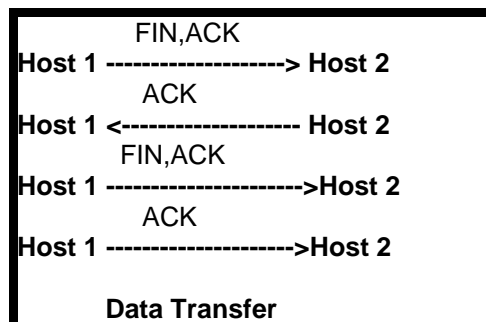 FIN,ACK
Host 1 --------------------> Host 2
ACK
Host 1 <-------------------- Host 2
FIN,ACK
Host 1 ---------------------->Host 2
ACK
Host 1 --------------------->Host 2
Data Transfer